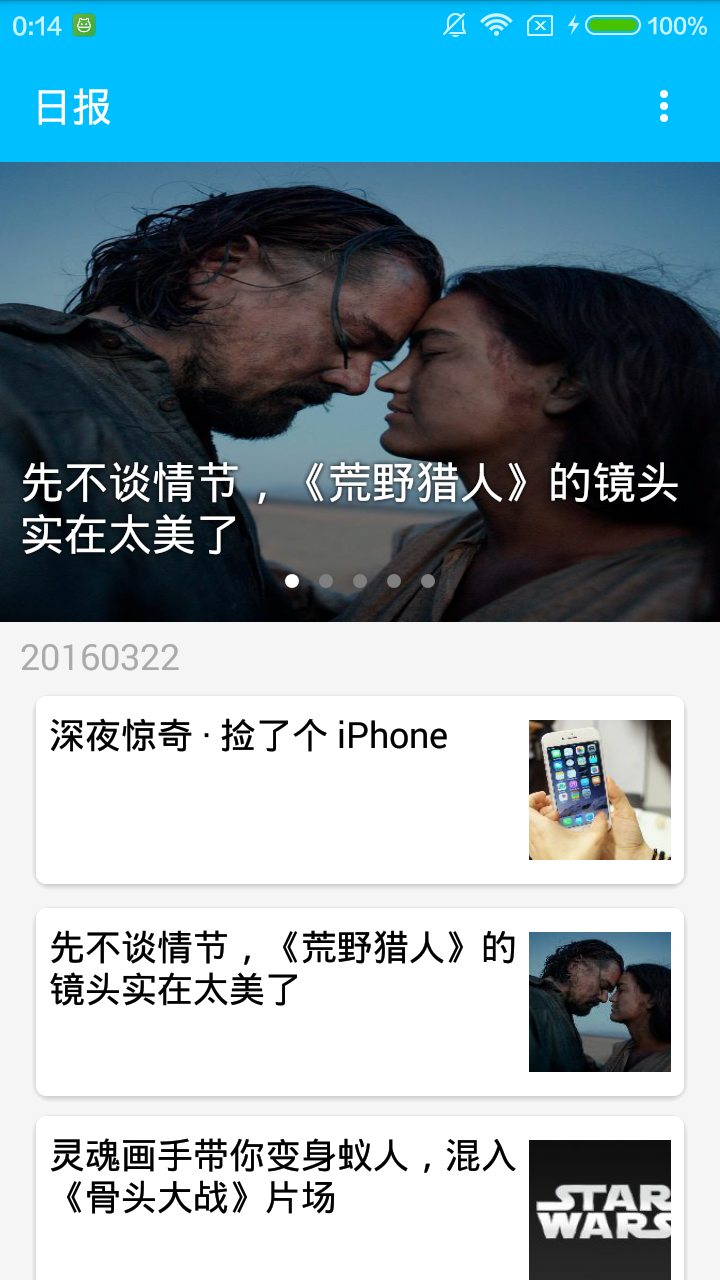 0:14
100%
日报
先不谈情节，《荒野猎人》的镜头
实在太美了
20160322
深夜惊奇 · 捡了个 iPhone
先不谈情节，《荒野猎人》的
镜头实在太美了
灵魂画手带你变身蚁人，混入
《骨头大战》片场
STAR
WARS